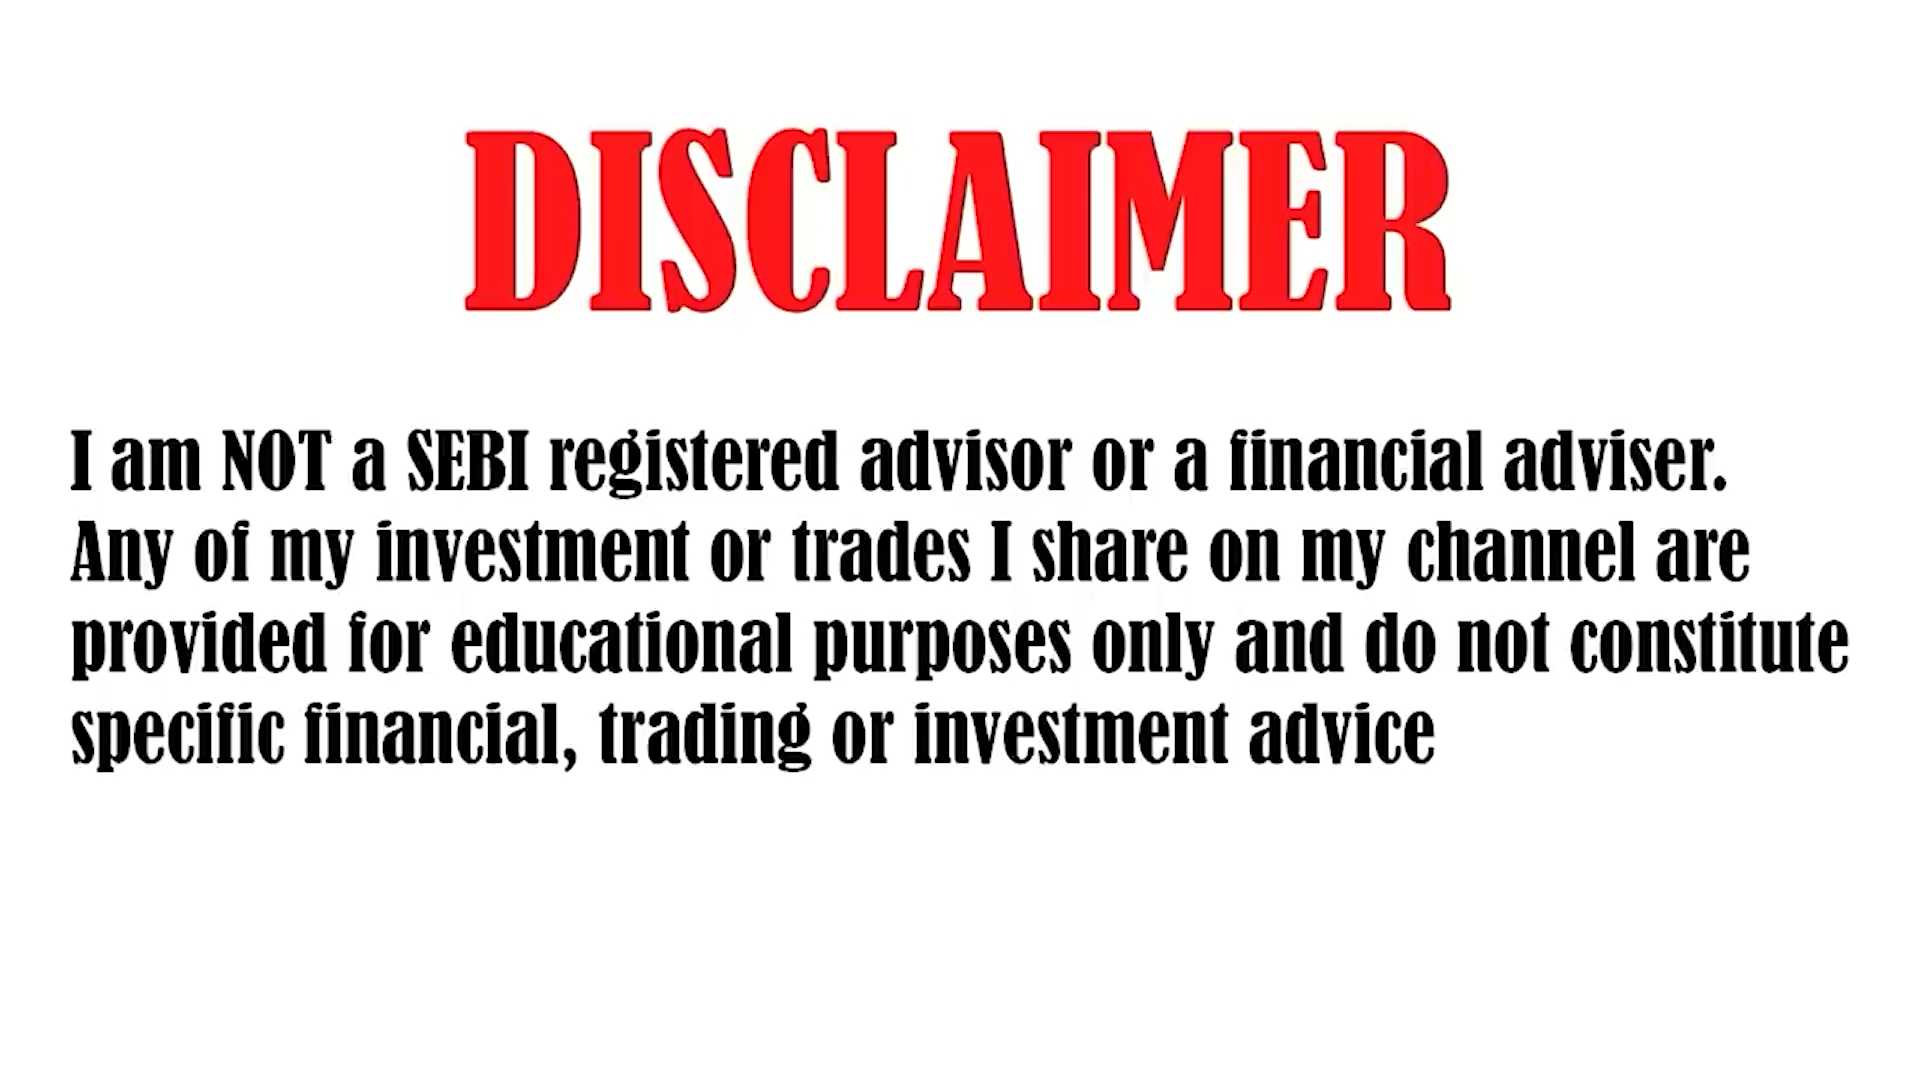 DISCLAIMER
I am NOT a SEBI registered advisor or a financial adviser.
Any of my investment or trades I share on my channel are
provided for educational purposes only and do not constitute
specific financial, trading or investment advice